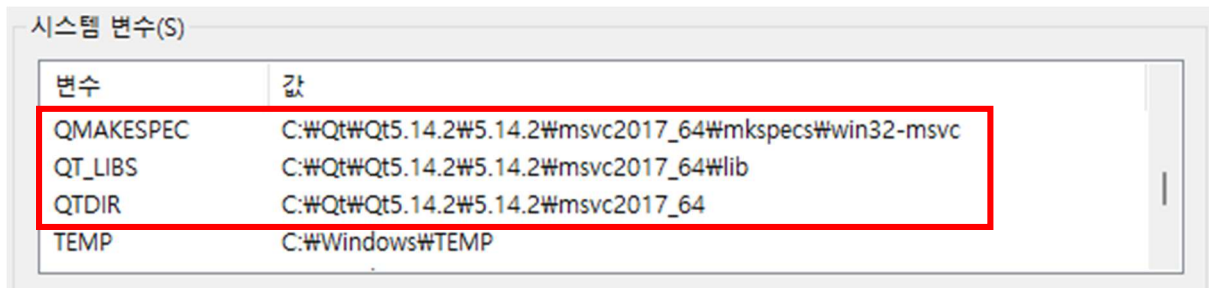 시스템 변수(S)
변수 값
QMAKESPEC C:₩Qt₩Qt5.14.2₩5.14.2₩msvc2017_64₩mkspecs₩win32-msvc
QT_LIBS C:₩Qt₩Qt5.14.2₩5.14.2₩msvc2017_64₩lib
QTDIR C:₩Qt₩Qt5.14.2₩5.14.2₩msvc2017_64
TEMP C:₩Windows₩TEMP